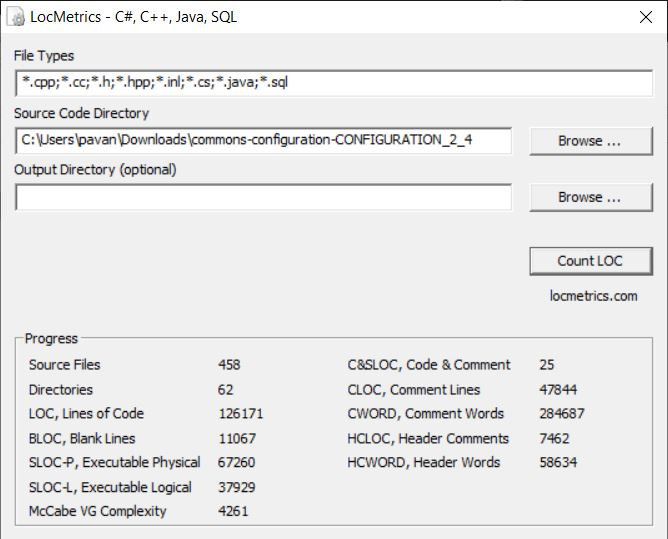 LocMetrics - C#, C++, Java, SQL
File Types
*.cpp;*.cc;*.h;*.hpp;*.inl;*.cs;*.java;*.sql
Source Code Directory
C:\Users\pavan\Downloads\commons-configuration-CONFIGURATION_2_4
Browse ...
Output Directory (optional)
Browse ...
Count LOC
locmetrics.com
Progress
Source Files 458 C&SLOC, Code & Comment 25
Directories 62 CLOC, Comment Lines 47844
LOC, Lines of Code 126171 CWORD, Comment Words 284687
BLOC, Blank Lines 11067 HCLOC, Header Comments 7462
SLOC-P, Executable Physical 67260 HCWORD, Header Words 58634
SLOC-L, Executable Logical 37929
McCabe VG Complexity 4261